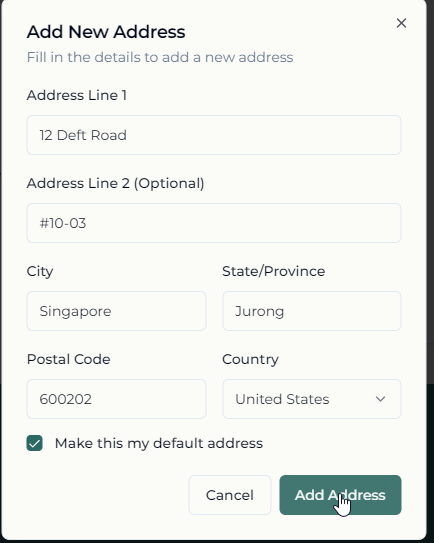 Add New Address
Fill in the details to add a new address
Address Line 1
12 Deft Road
Address Line 2 (Optional)
#10-03
City
State/Province
Singapore
Jurong
Postal Code
Country
600202
United States
Make this my default address
Cancel
Add Address